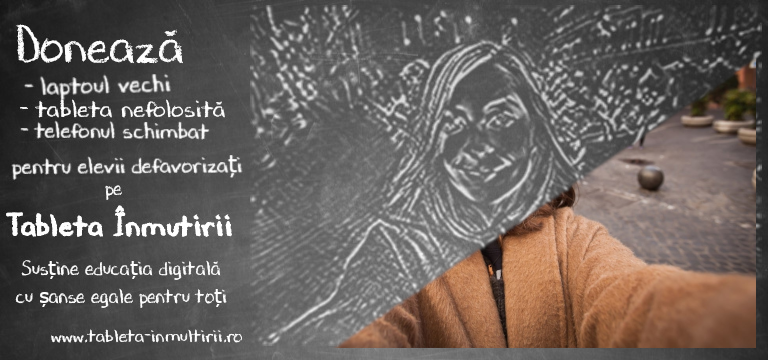 Donează
- laptoul vechi
- tableta nefolosită
- telefonul schimbat
pentru elevii defavorizați
pe
Tableta Înmutirii
Susține educația digitală
cu șanse egale pentru toți
www.tableta-inmultirii.ro